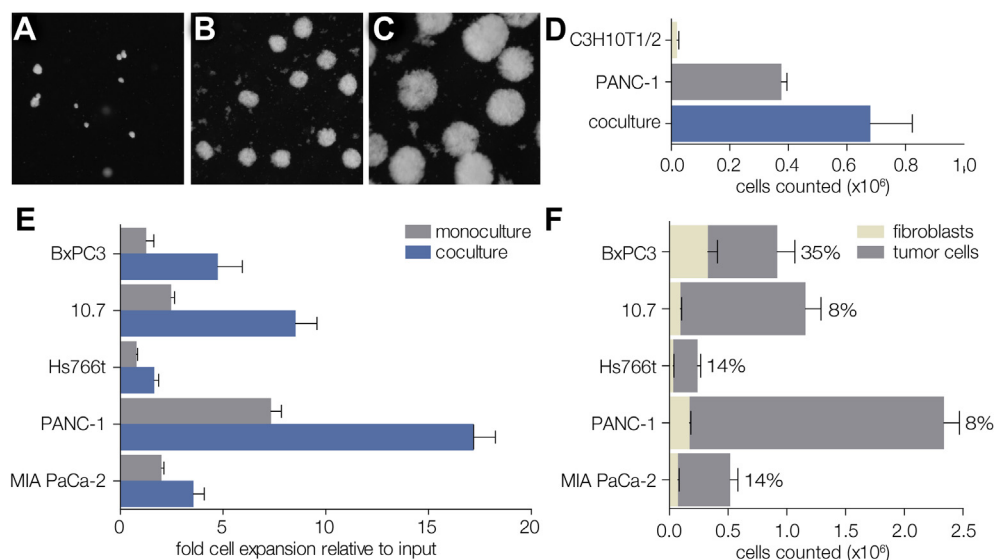 A
B
C
D
C3H10T1/2
PANC-1
coculture
0.0 0.2 0.4 0.6 0.8 1,0
cells counted (x10⁶)
E
monoculture
coculture
BxPC3
10.7
Hs766t
PANC-1
MIA PaCa-2
0 5 10 15 20
fold cell expansion relative to input
F
fibroblasts
tumor cells
BxPC3 35%
10.7 8%
Hs766t 14%
PANC-1 8%
MIA PaCa-2 14%
0.0 0.5 1.0 1.5 2.0 2.5
cells counted (x10⁶)